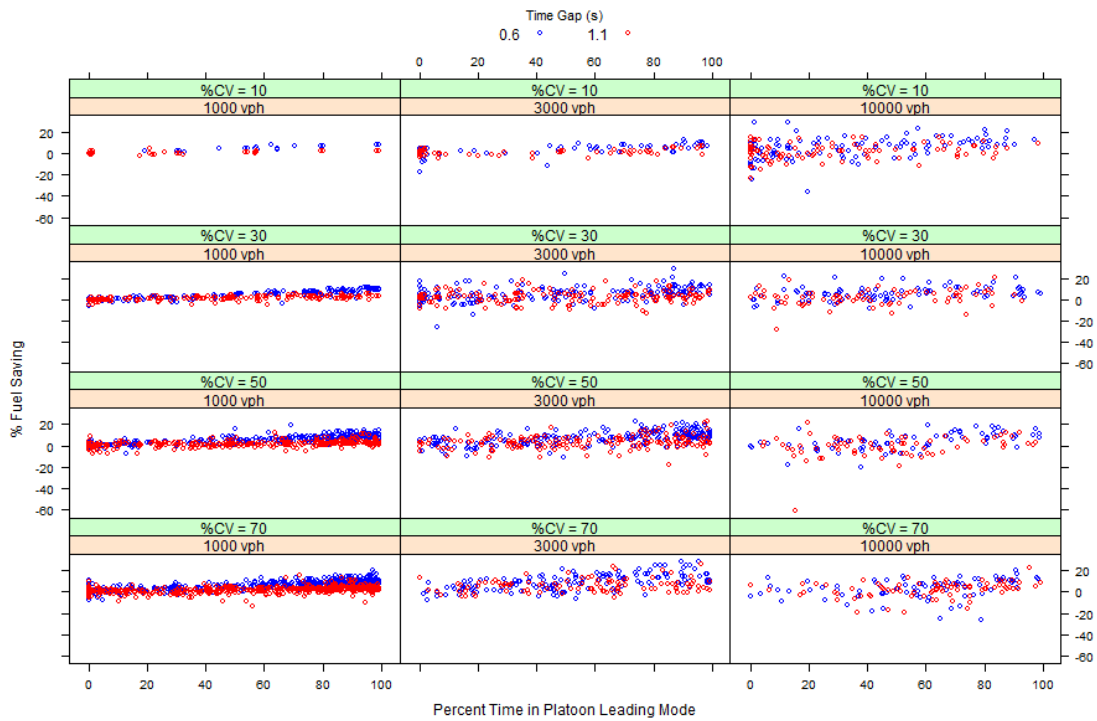 Time Gap (s)
0.6 1.1
0 20 40 60 80 100
%CV = 10 %CV = 10 %CV = 10
1000 vph 3000 vph 10000 vph
20
0
-20
-40
-60
%CV = 30 %CV = 30 %CV = 30
1000 vph 3000 vph 10000 vph
20
0
-20
-40
-60
% Fuel Saving
%CV = 50 %CV = 50 %CV = 50
1000 vph 3000 vph 10000 vph
20
0
-20
-40
-60
%CV = 70 %CV = 70 %CV = 70
1000 vph 3000 vph 10000 vph
20
0
-20
-40
-60
0 20 40 60 80 100 0 20 40 60 80 100
Percent Time in Platoon Leading Mode